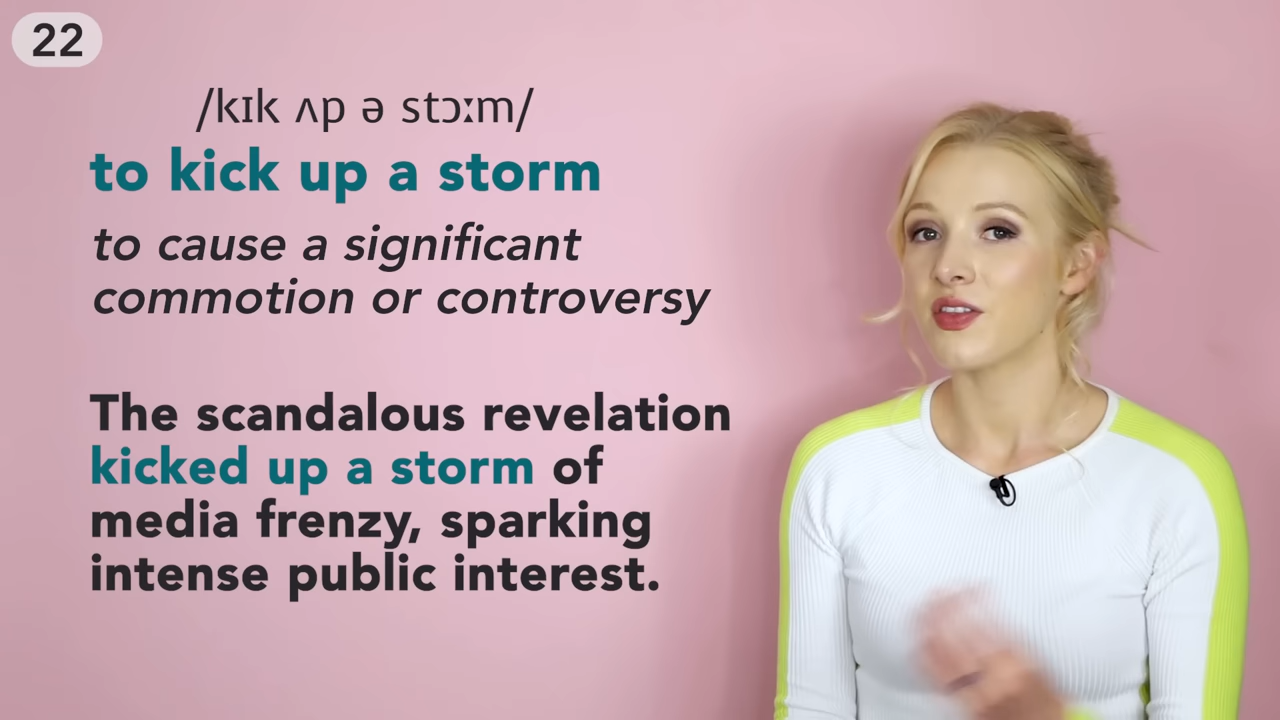 22
/kɪk ʌp ə stɔːm/
to kick up a storm
to cause a significant
commotion or controversy
The scandalous revelation
kicked up a storm of
media frenzy, sparking
intense public interest.